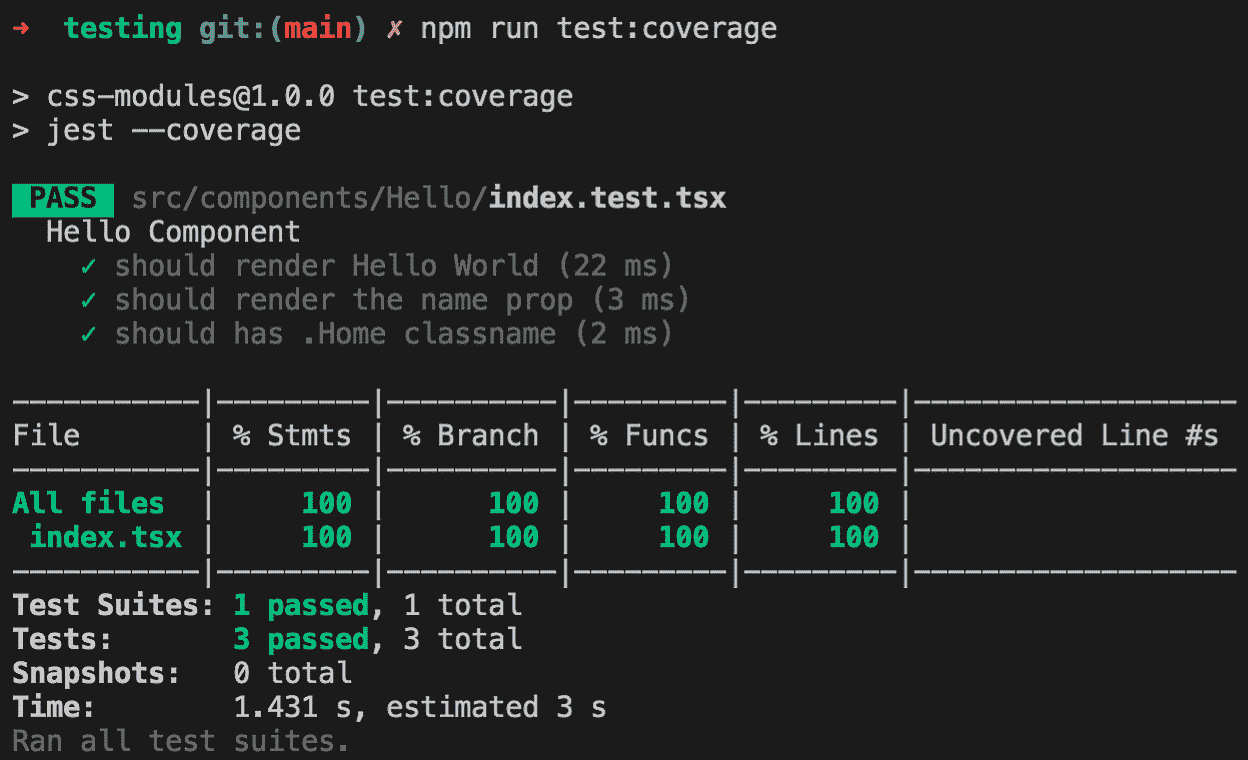 → testing git:(main) ✗ npm run test:coverage
> css-modules@1.0.0 test:coverage
> jest --coverage
PASS src/components/Hello/index.test.tsx
Hello Component
✓ should render Hello World (22 ms)
✓ should render the name prop (3 ms)
✓ should has .Home classname (2 ms)
-----------|---------|----------|---------|---------|-------------------
File | % Stmts | % Branch | % Funcs | % Lines | Uncovered Line #s
-----------|---------|----------|---------|---------|-------------------
All files | 100 | 100 | 100 | 100 |
index.tsx | 100 | 100 | 100 | 100 |
-----------|---------|----------|---------|---------|-------------------
Test Suites: 1 passed, 1 total
Tests: 3 passed, 3 total
Snapshots: 0 total
Time: 1.431 s, estimated 3 s
Ran all test suites.